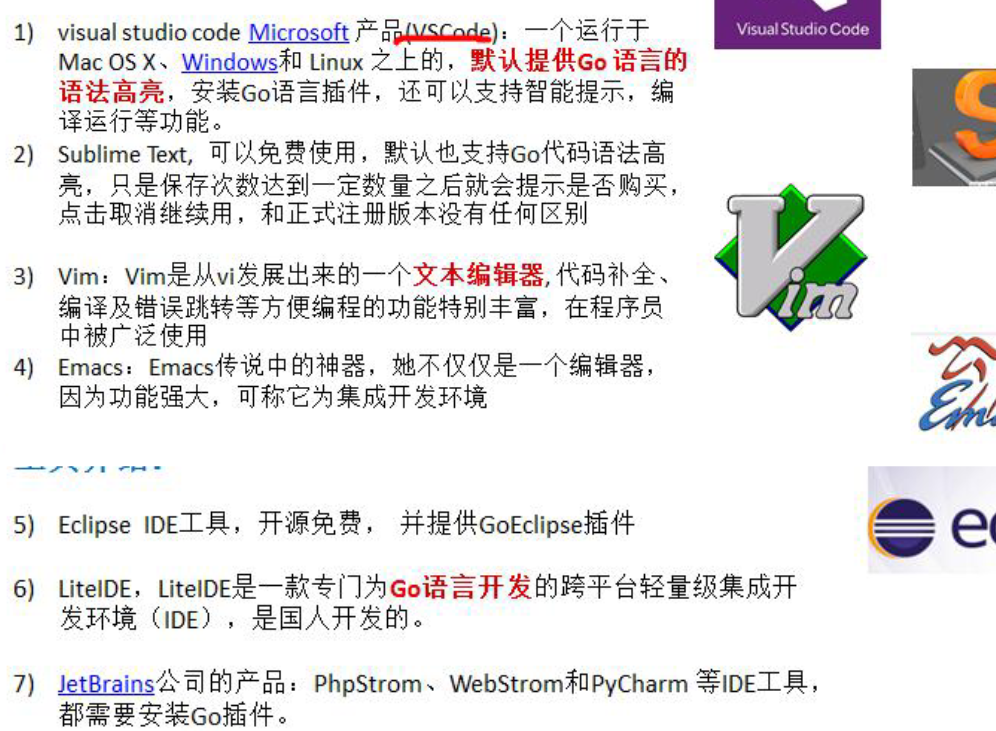 Visual Studio Code
1) visual studio code Microsoft 产品(VSCode)：一个运行于
Mac OS X、Windows和 Linux 之上的，默认提供Go 语言的
语法高亮，安装Go语言插件，还可以支持智能提示，编
译运行等功能。
2) Sublime Text, 可以免费使用，默认也支持Go代码语法高
亮，只是保存次数达到一定数量之后就会提示是否购买，
点击取消继续用，和正式注册版本没有任何区别
3) Vim：Vim是从vi发展出来的一个文本编辑器,代码补全、
编译及错误跳转等方便编程的功能特别丰富，在程序员
中被广泛使用
Vim
4) Emacs：Emacs传说中的神器，她不仅仅是一个编辑器，
因为功能强大，可称它为集成开发环境
5) Eclipse IDE工具，开源免费， 并提供GoEclipse插件
6) LiteIDE，LiteIDE是一款专门为Go语言开发的跨平台轻量级集成开
发环境（IDE），是国人开发的。
7) JetBrains公司的产品：PhpStrom、WebStrom和PyCharm 等IDE工具，
都需要安装Go插件。